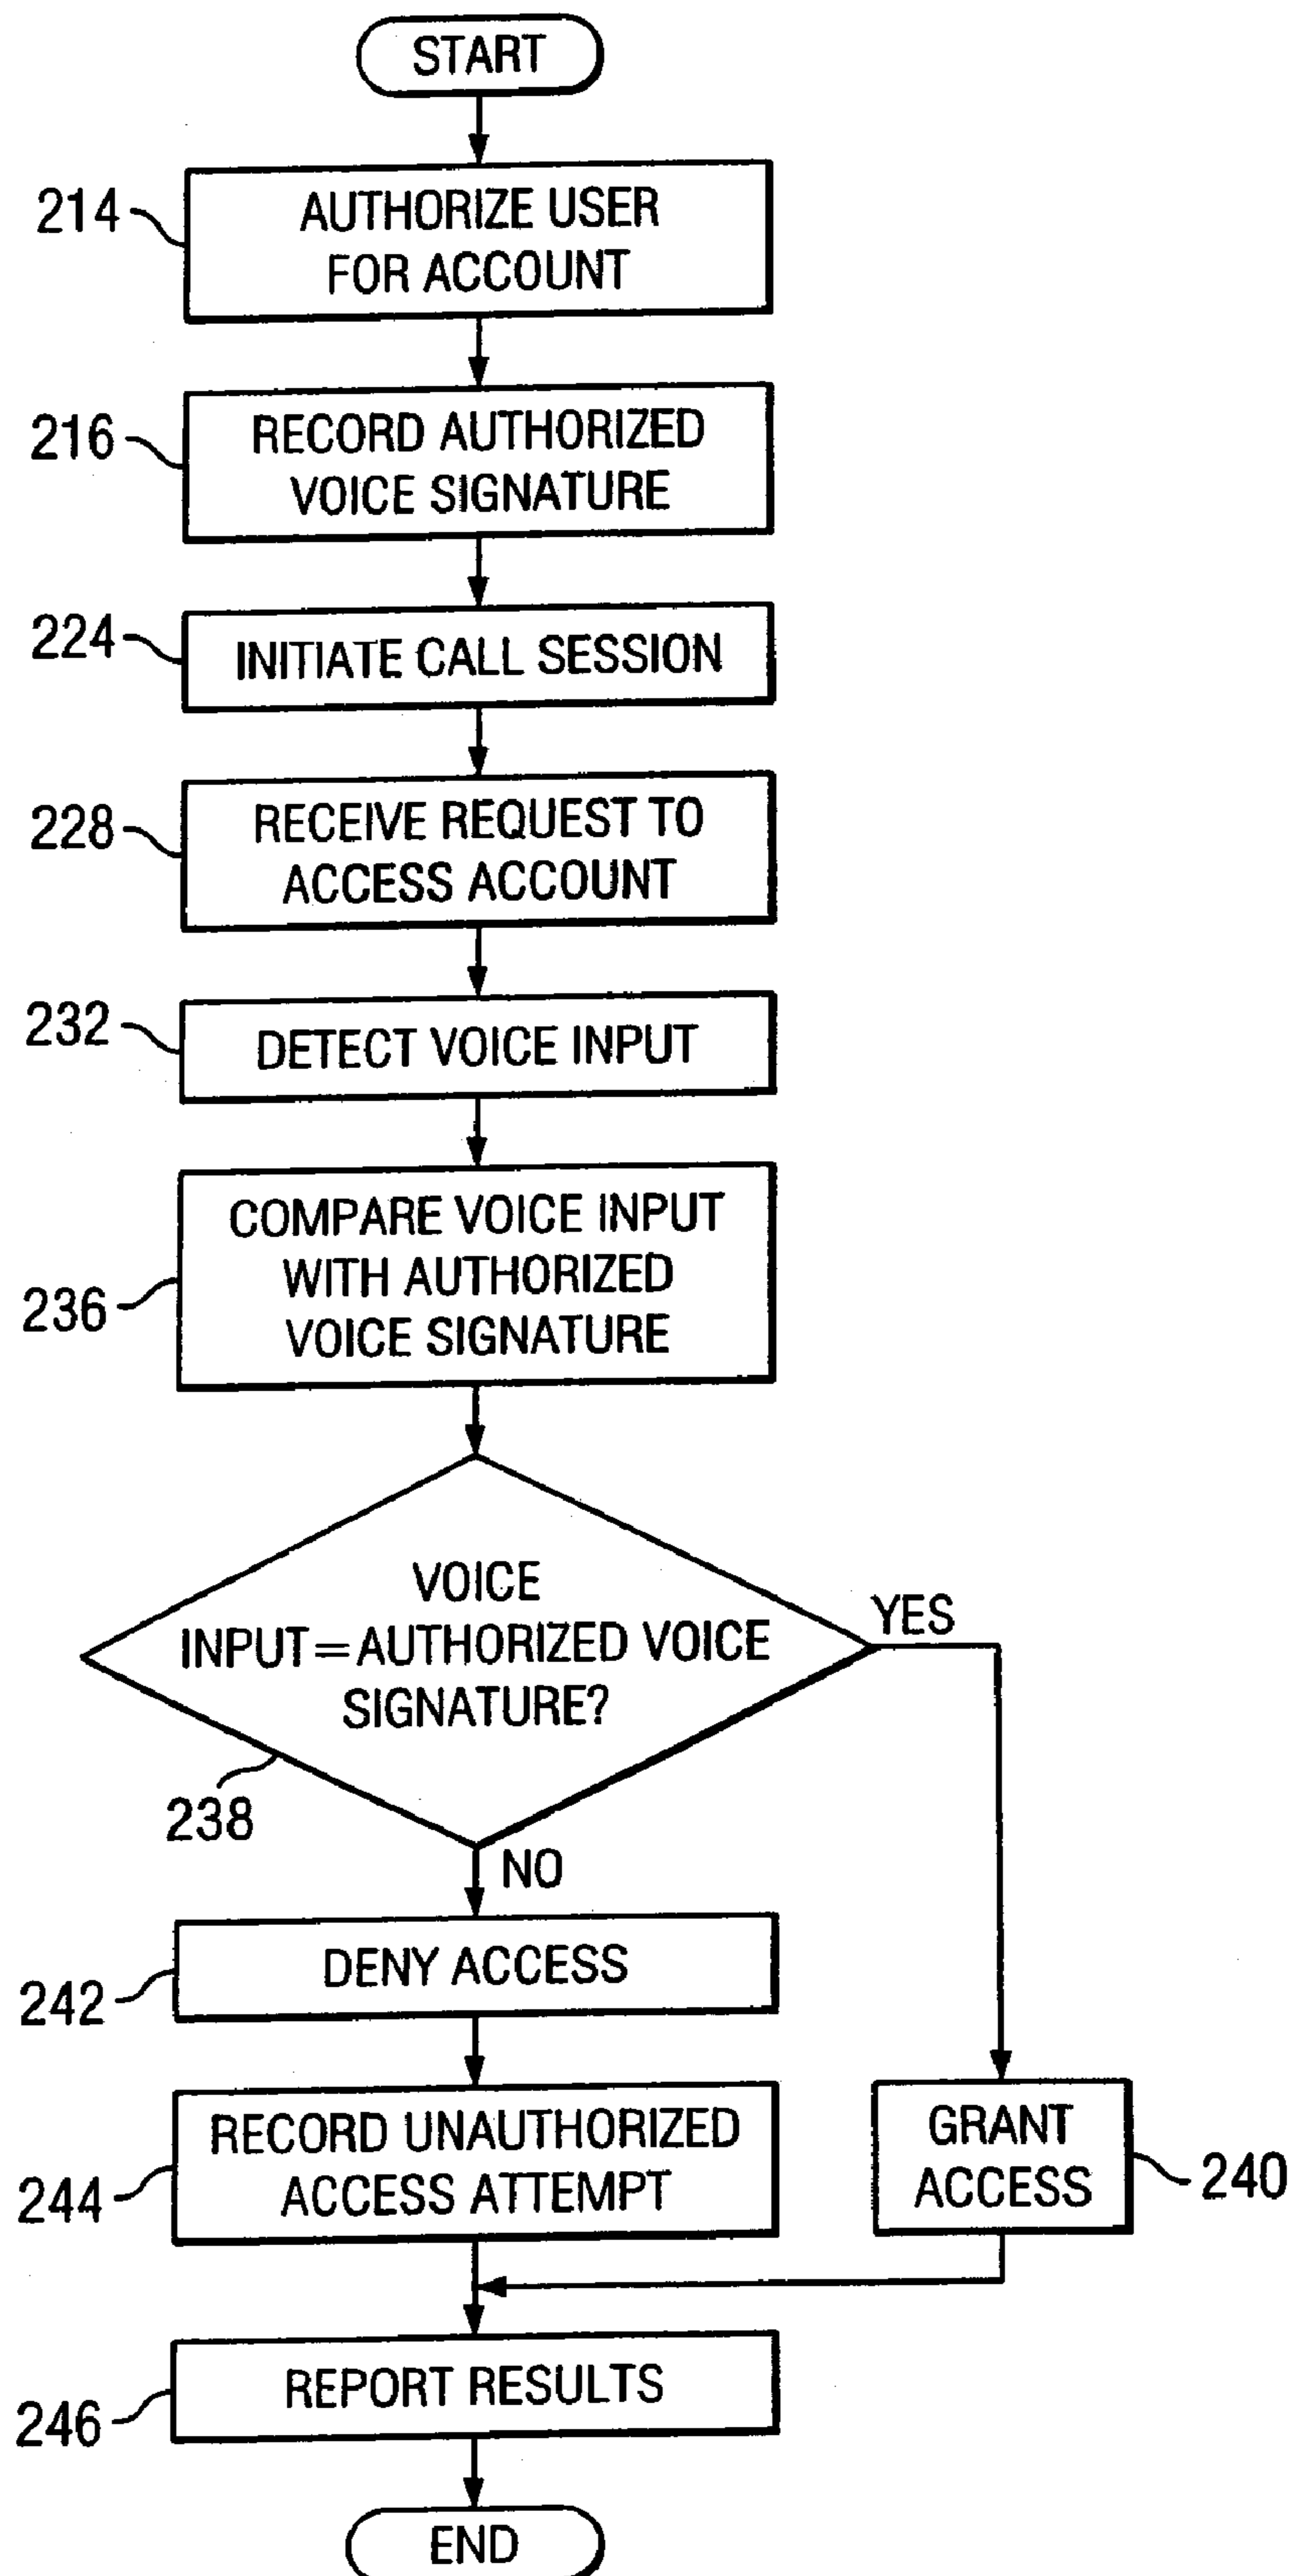 START
214
AUTHORIZE USER
FOR ACCOUNT
216
RECORD AUTHORIZED
VOICE SIGNATURE
224
INITIATE CALL SESSION
228
RECEIVE REQUEST TO
ACCESS ACCOUNT
232
DETECT VOICE INPUT
236
COMPARE VOICE INPUT
WITH AUTHORIZED
VOICE SIGNATURE
VOICE
INPUT=AUTHORIZED VOICE
SIGNATURE?
YES
238
NO
242
DENY ACCESS
244
RECORD UNAUTHORIZED
ACCESS ATTEMPT
GRANT
ACCESS
240
246
REPORT RESULTS
END